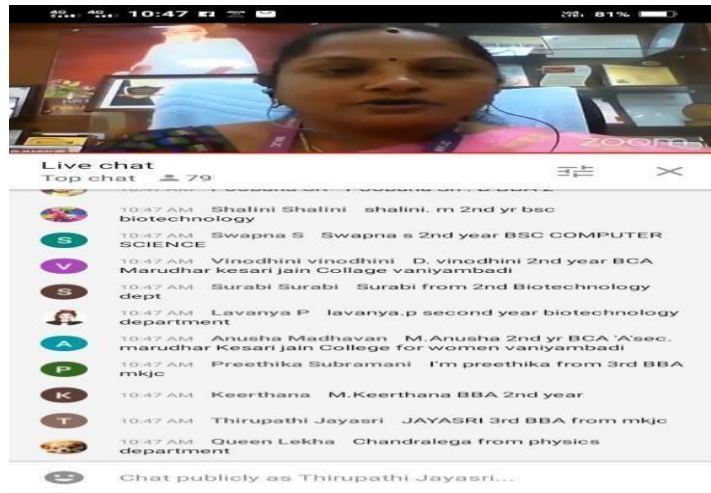 4G 4G 10:47
81%
zoom
Live chat
Top chat 79
10:47 AM Shalini Shalini shalini. m 2nd yr bsc
biotechnology
S 10:47 AM Swapna S Swapna s 2nd year BSC COMPUTER
SCIENCE
V 10:47 AM Vinodhini vinodhini D. vinodhini 2nd year BCA
Marudhar kesari jain Collage vaniyambadi
S 10:47 AM Surabi Surabi Surabi from 2nd Biotechnology
dept
10:47 AM Lavanya P lavanya.p second year biotechnology
department
A 10:47 AM Anusha Madhavan M.Anusha 2nd yr BCA 'A'sec.
marudhar Kesari jain College for women vaniyambadi
P 10:47 AM Preethika Subramani I'm preethika from 3rd BBA
mkjc
K 10:47 AM Keerthana M.Keerthana BBA 2nd year
T 10:47 AM Thirupathi Jayasri JAYASRI 3rd BBA from mkjc
10:47 AM Queen Lekha Chandralega from physics
department
Chat publicly as Thirupathi Jayasri...